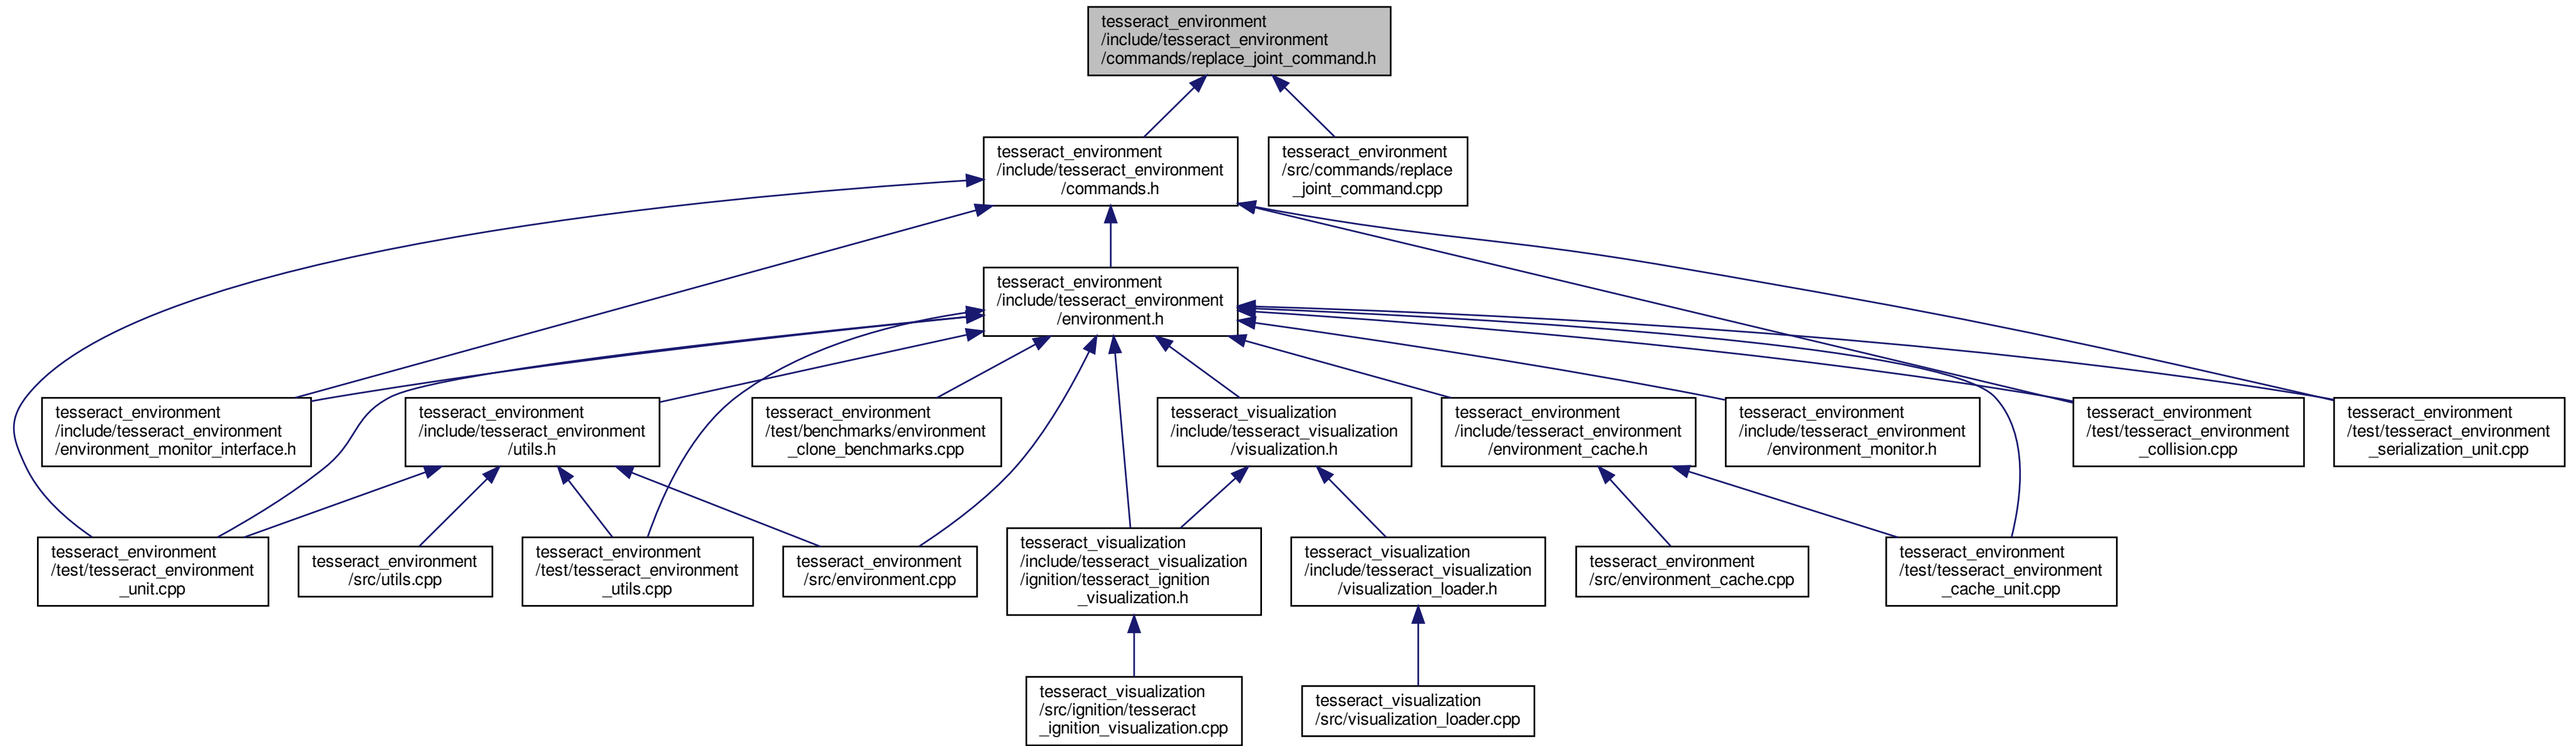 tesseract_environment
/include/tesseract_environment
/commands/replace_joint_command.h
tesseract_environment
/include/tesseract_environment
/commands.h
tesseract_environment
/src/commands/replace
_joint_command.cpp
tesseract_environment
/include/tesseract_environment
/environment.h
tesseract_environment
/include/tesseract_environment
/environment_monitor_interface.h
tesseract_environment
/include/tesseract_environment
/utils.h
tesseract_environment
/test/benchmarks/environment
_clone_benchmarks.cpp
tesseract_visualization
/include/tesseract_visualization
/visualization.h
tesseract_environment
/include/tesseract_environment
/environment_cache.h
tesseract_environment
/include/tesseract_environment
/environment_monitor.h
tesseract_environment
/test/tesseract_environment
_collision.cpp
tesseract_environment
/test/tesseract_environment
_serialization_unit.cpp
tesseract_environment
/test/tesseract_environment
_unit.cpp
tesseract_environment
/src/utils.cpp
tesseract_environment
/test/tesseract_environment
_utils.cpp
tesseract_environment
/src/environment.cpp
tesseract_visualization
/include/tesseract_visualization
/ignition/tesseract_ignition
_visualization.h
tesseract_visualization
/include/tesseract_visualization
/visualization_loader.h
tesseract_environment
/src/environment_cache.cpp
tesseract_environment
/test/tesseract_environment
_cache_unit.cpp
tesseract_visualization
/src/ignition/tesseract
_ignition_visualization.cpp
tesseract_visualization
/src/visualization_loader.cpp